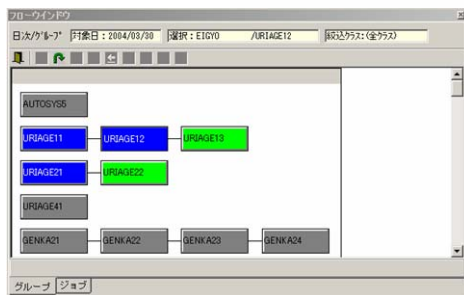 フローウインドウ
日次/グループ 対象日:2004/03/30 選択:EIGYO /URIAGE12 絞込クラス:(全クラス)
AUTOSYS5
URIAGE11 URIAGE12 URIAGE13
URIAGE21 URIAGE22
URIAGE41
GENKA21 GENKA22 GENKA23 GENKA24
グループ ジョブ